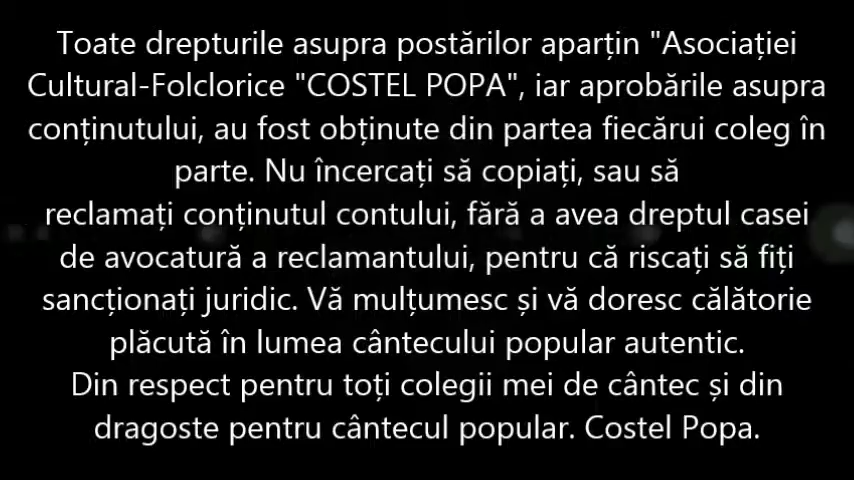 Toate drepturile asupra postărilor aparțin "Asociației
Cultural-Folclorice "COSTEL POPA", iar aprobările asupra
conținutului, au fost obținute din partea fiecărui coleg în
parte. Nu încercați să copiați, sau să
reclamați conținutul contului, fără a avea dreptul casei
de avocatură a reclamantului, pentru că riscați să fiți
sancționați juridic. Vă mulțumesc și vă doresc călătorie
plăcută în lumea cântecului popular autentic.
Din respect pentru toți colegii mei de cântec și din
dragoste pentru cântecul popular. Costel Popa.